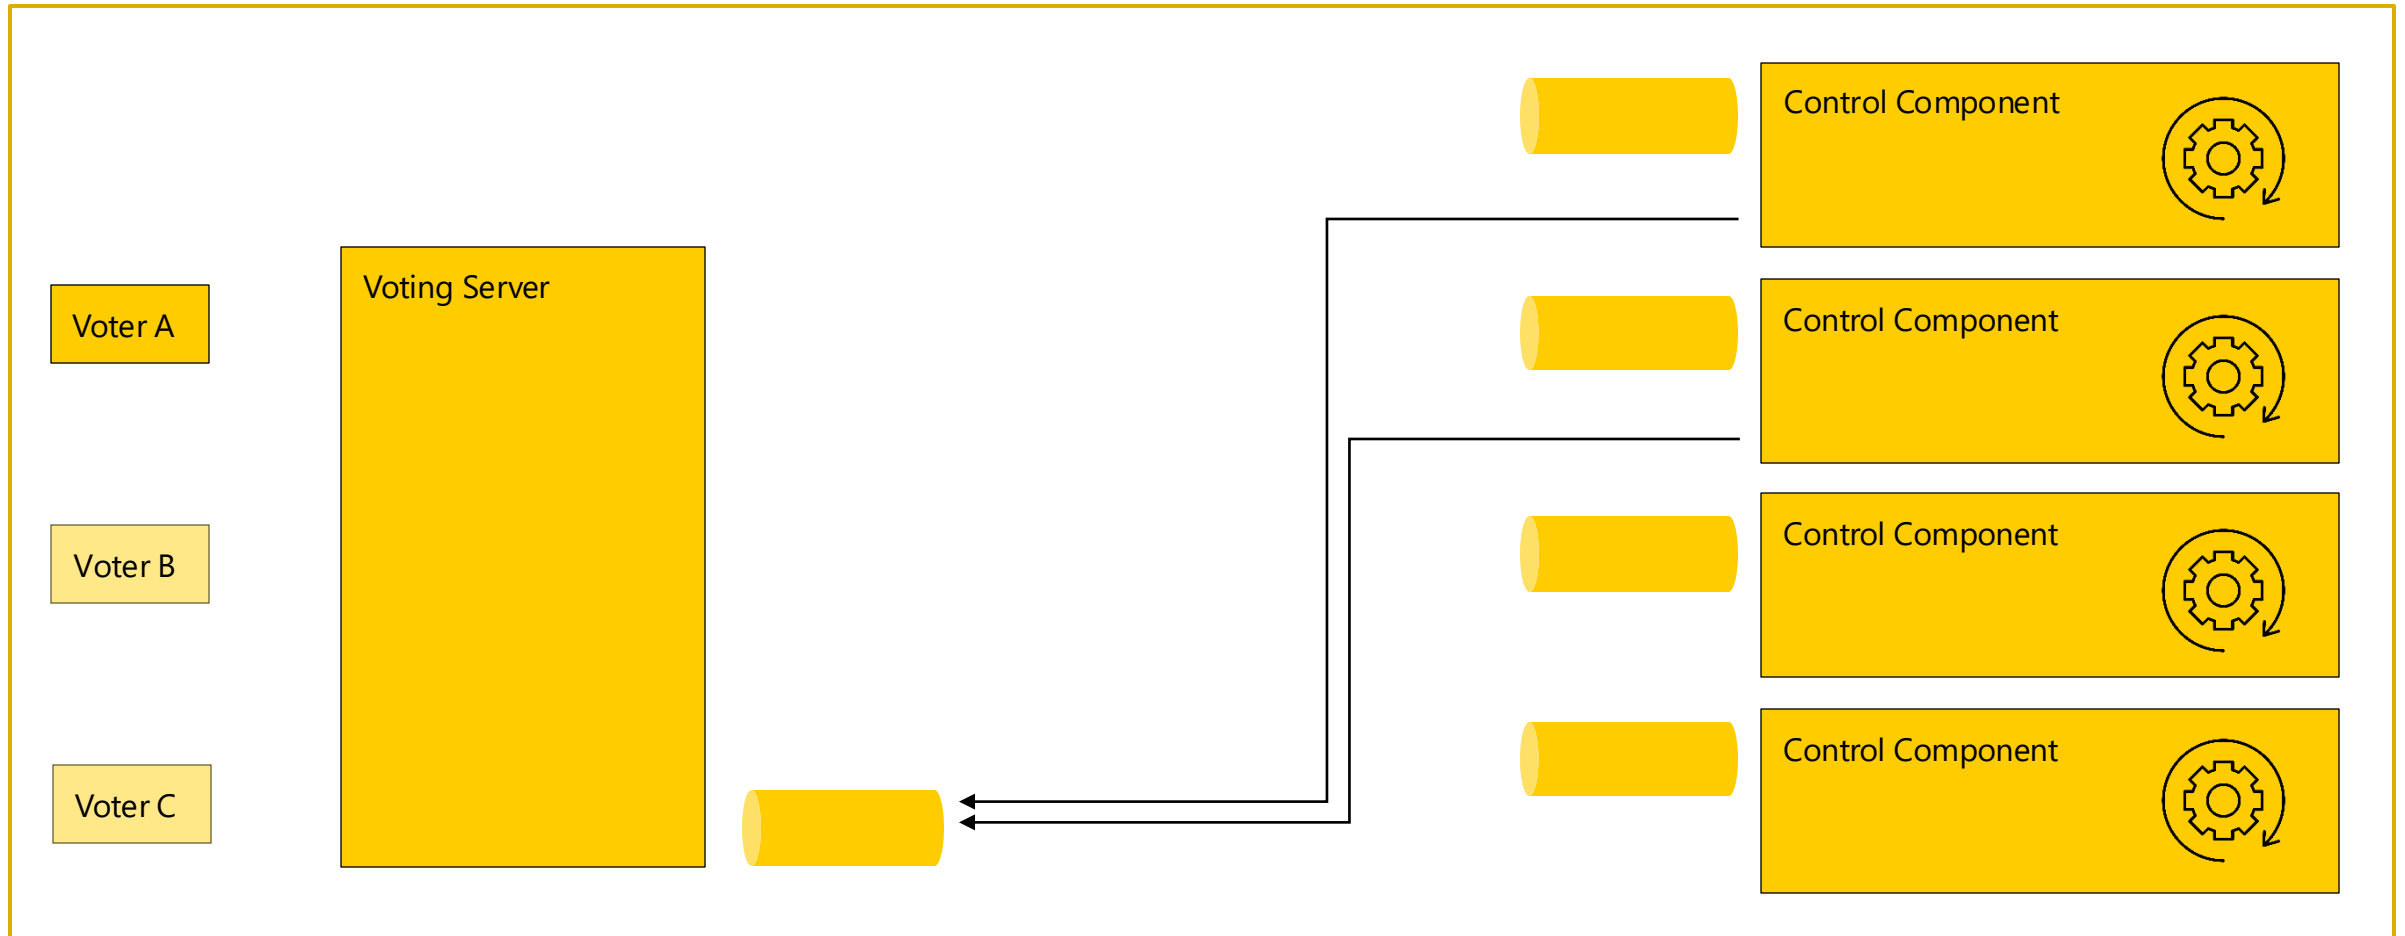 Control Component
Voting Server
Voter A
Control Component
Voter B
Control Component
Voter C
Control Component